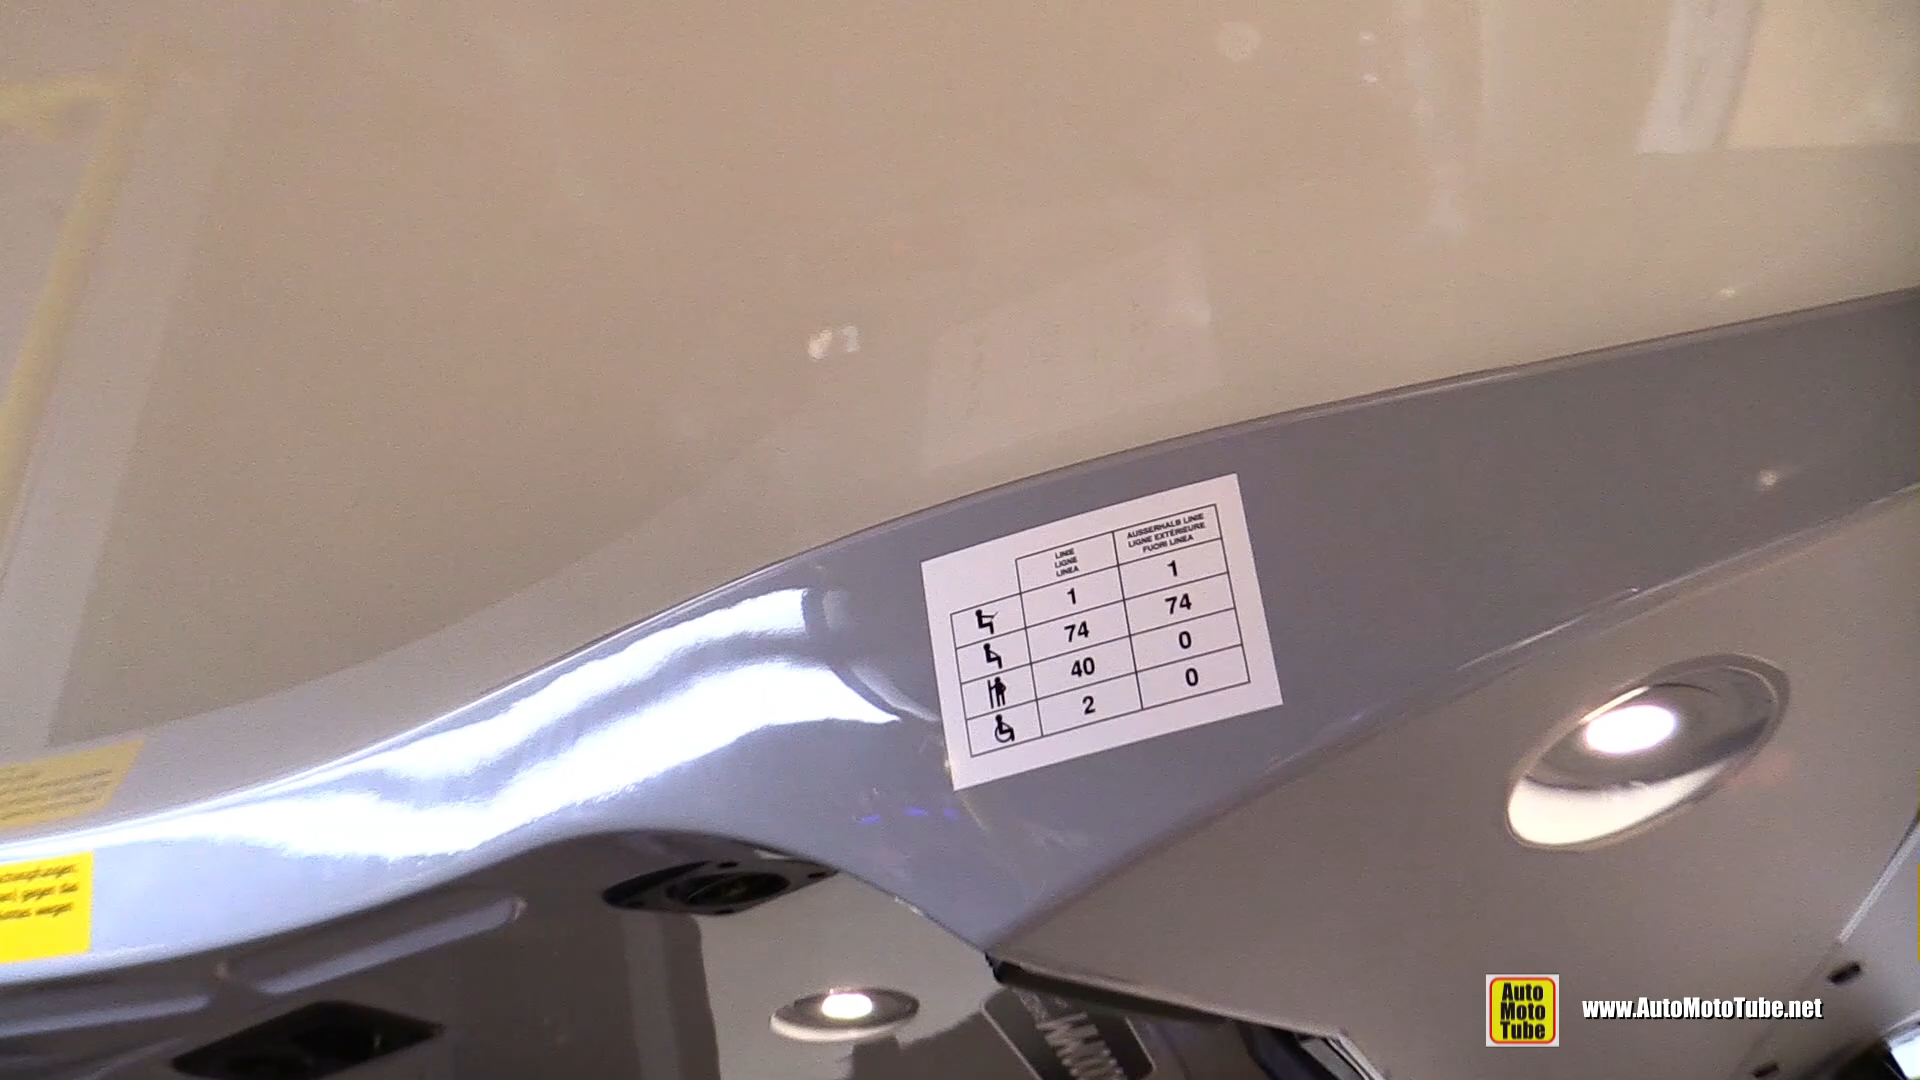 LINIE
LIGNE
LINEA
AUSSERHALB LINIE
LIGNE EXTÉRIEURE
FUORI LINEA
1 1
74 74
40 0
2 0
Auto
Moto
Tube
www.AutoMotoTube.net